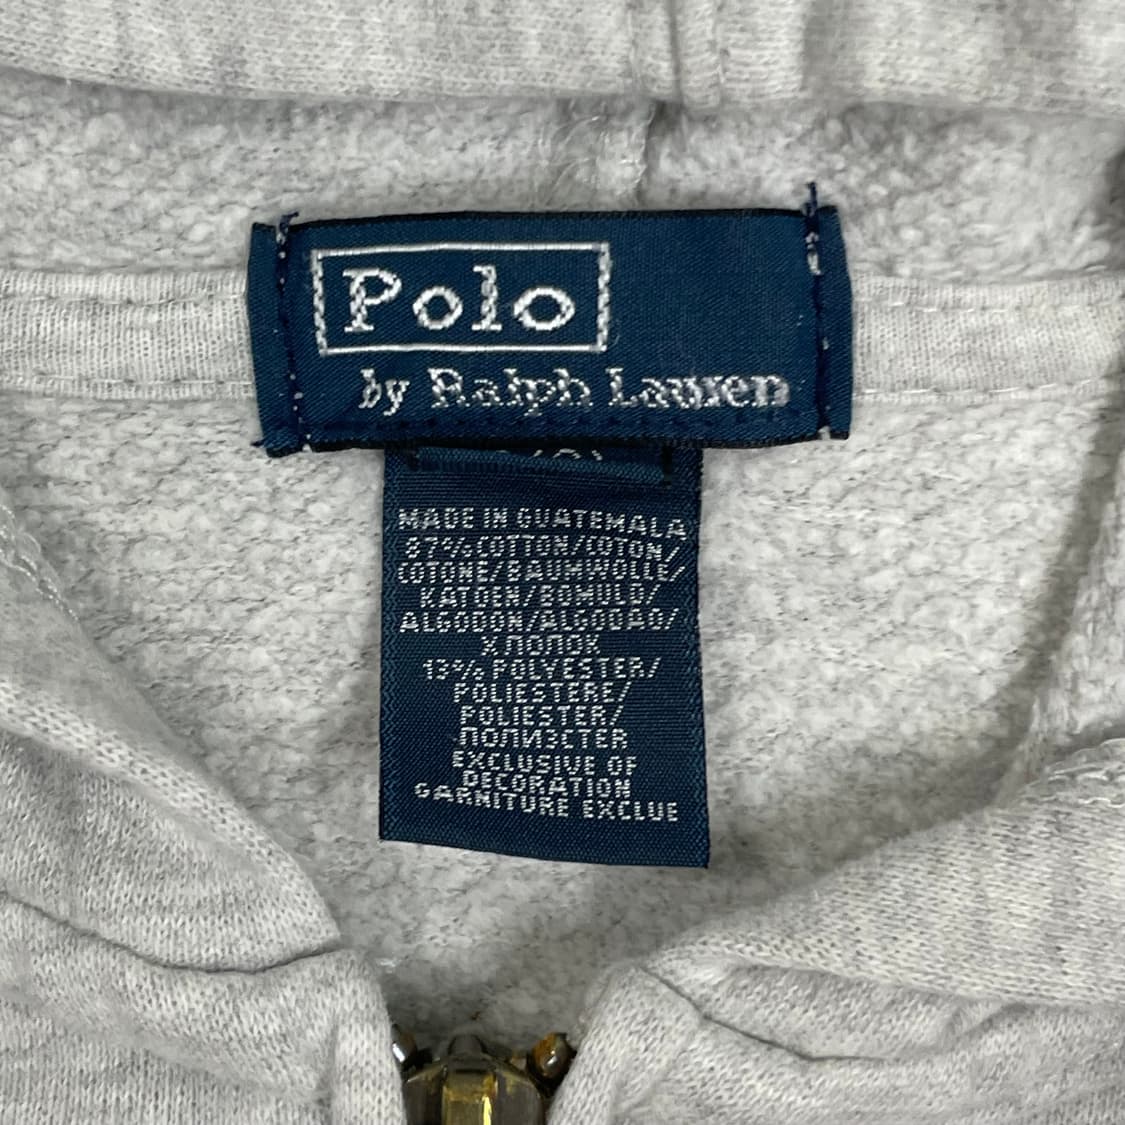 Polo
by Ralph Lauren
MADE IN GUATEMALA
87% COTTON/COTON/
COTONE/BAUMWOLLE/
KATOEN/BOMULD/
ALGODON/ALGODAO/
ХЛОПОК
13% POLYESTER/
POLIESTERE/
POLIESTER/
ПОЛИЭСТЕР
EXCLUSIVE OF
DECORATION
GARNITURE EXCLUE